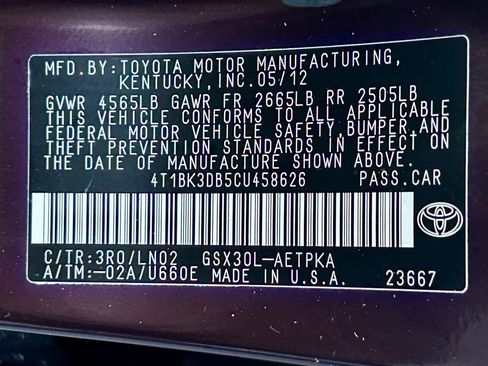 MFD.BY:TOYOTA MOTOR MANUFACTURING,
KENTUCKY, INC. 05/12
GVWR 4565LB GAWR FR 2665LB RR 2505LB
THIS VEHICLE CONFORMS TO ALL APPLICABLE
FEDERAL MOTOR VEHICLE SAFETY, BUMPER, AND
THEFT PREVENTION STANDARDS IN EFFECT ON
THE DATE OF MANUFACTURE SHOWN ABOVE.
4T1BK3DB5CU458626 PASS.CAR
C/TR:3R0/LN02 GSX30L-AETPKA
A/TM:-02A/U660E MADE IN U.S.A. 23667